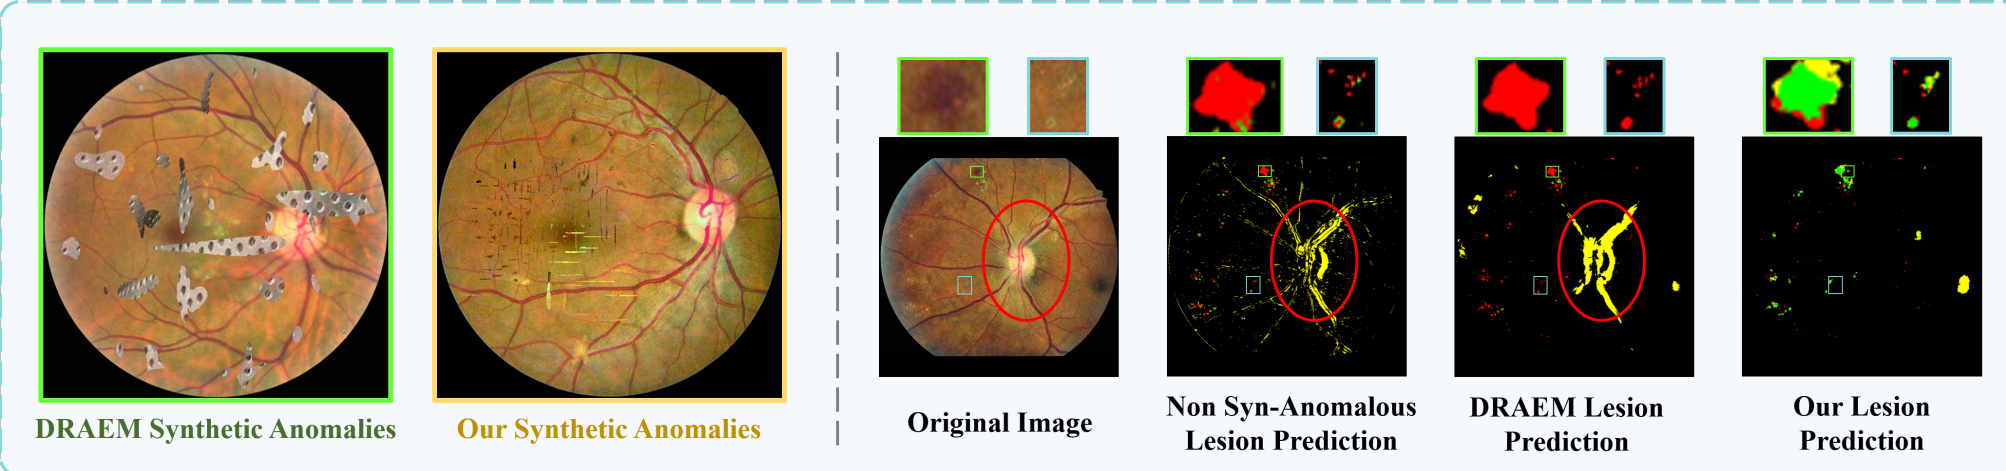 DRAEM Synthetic Anomalies
Our Synthetic Anomalies
Original Image
Non Syn-Anomalous
Lesion Prediction
DRAEM Lesion
Prediction
Our Lesion
Prediction